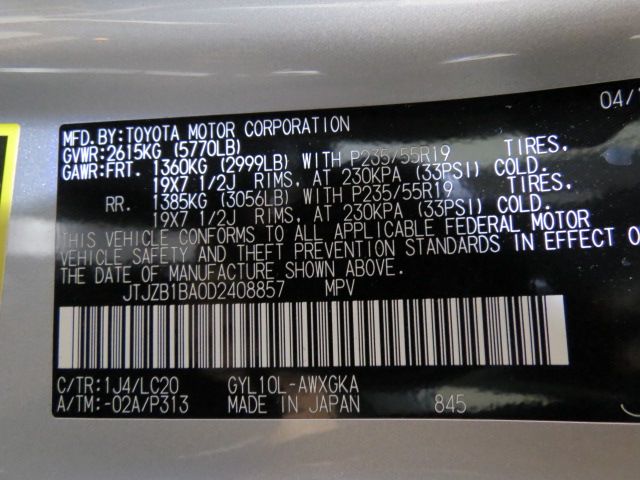 04/
MFD.BY:TOYOTA MOTOR CORPORATION
GVWR:2615KG (5770LB)
GAWR:FRT. 1360KG (2999LB) WITH P235/55R19 TIRES,
19X7 1/2J RIMS, AT 230KPA (33PSI) COLD.
RR. 1385KG (3056LB) WITH P235/55R19 TIRES,
19X7 1/2J RIMS, AT 230KPA (33PSI) COLD.
THIS VEHICLE CONFORMS TO ALL APPLICABLE FEDERAL MOTOR
VEHICLE SAFETY AND THEFT PREVENTION STANDARDS IN EFFECT O
THE DATE OF MANUFACTURE SHOWN ABOVE.
JTJZB1BA0D2408857 MPV
C/TR:1J4/LC20 GYL10L-AWXGKA
A/TM:-02A/P313 MADE IN JAPAN 845